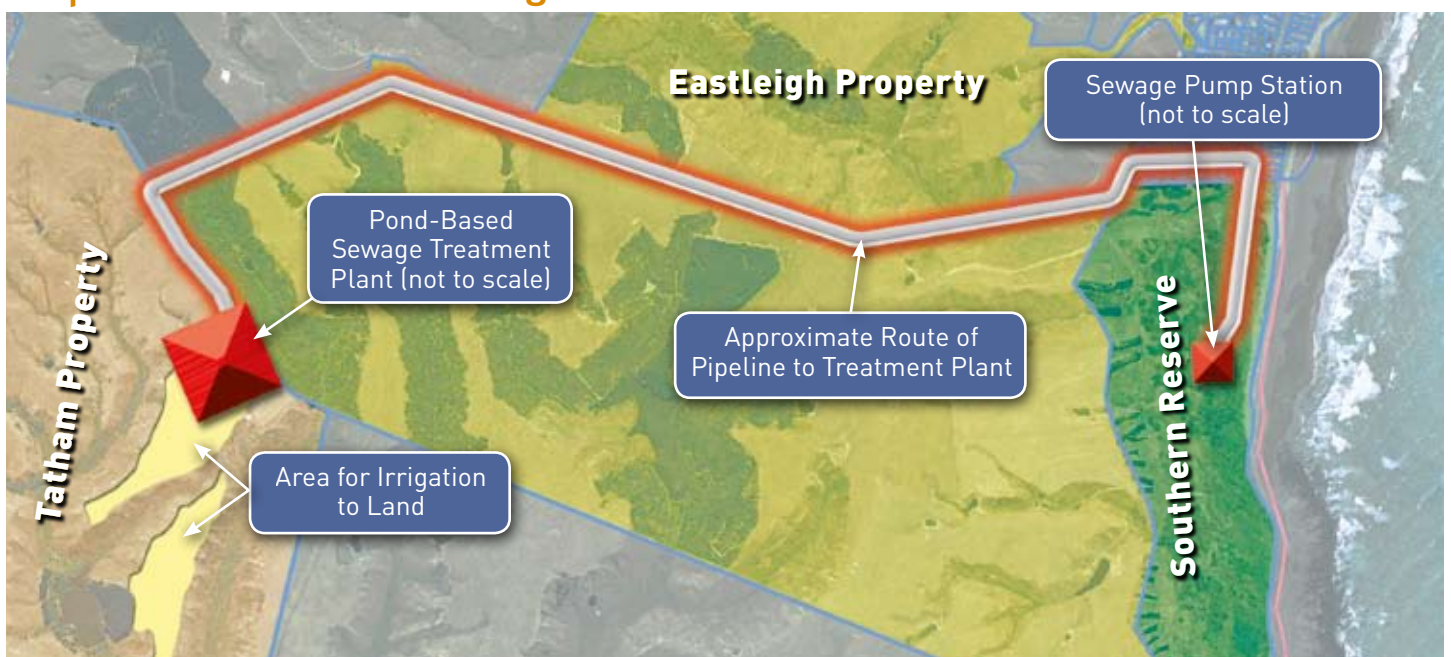 Eastleigh Property
Sewage Pump Station
(not to scale)
Pond-Based
Sewage Treatment
Plant (not to scale)
Approximate Route of
Pipeline to Treatment Plant
Tatham Property
Area for Irrigation
to Land
Southern Reserve